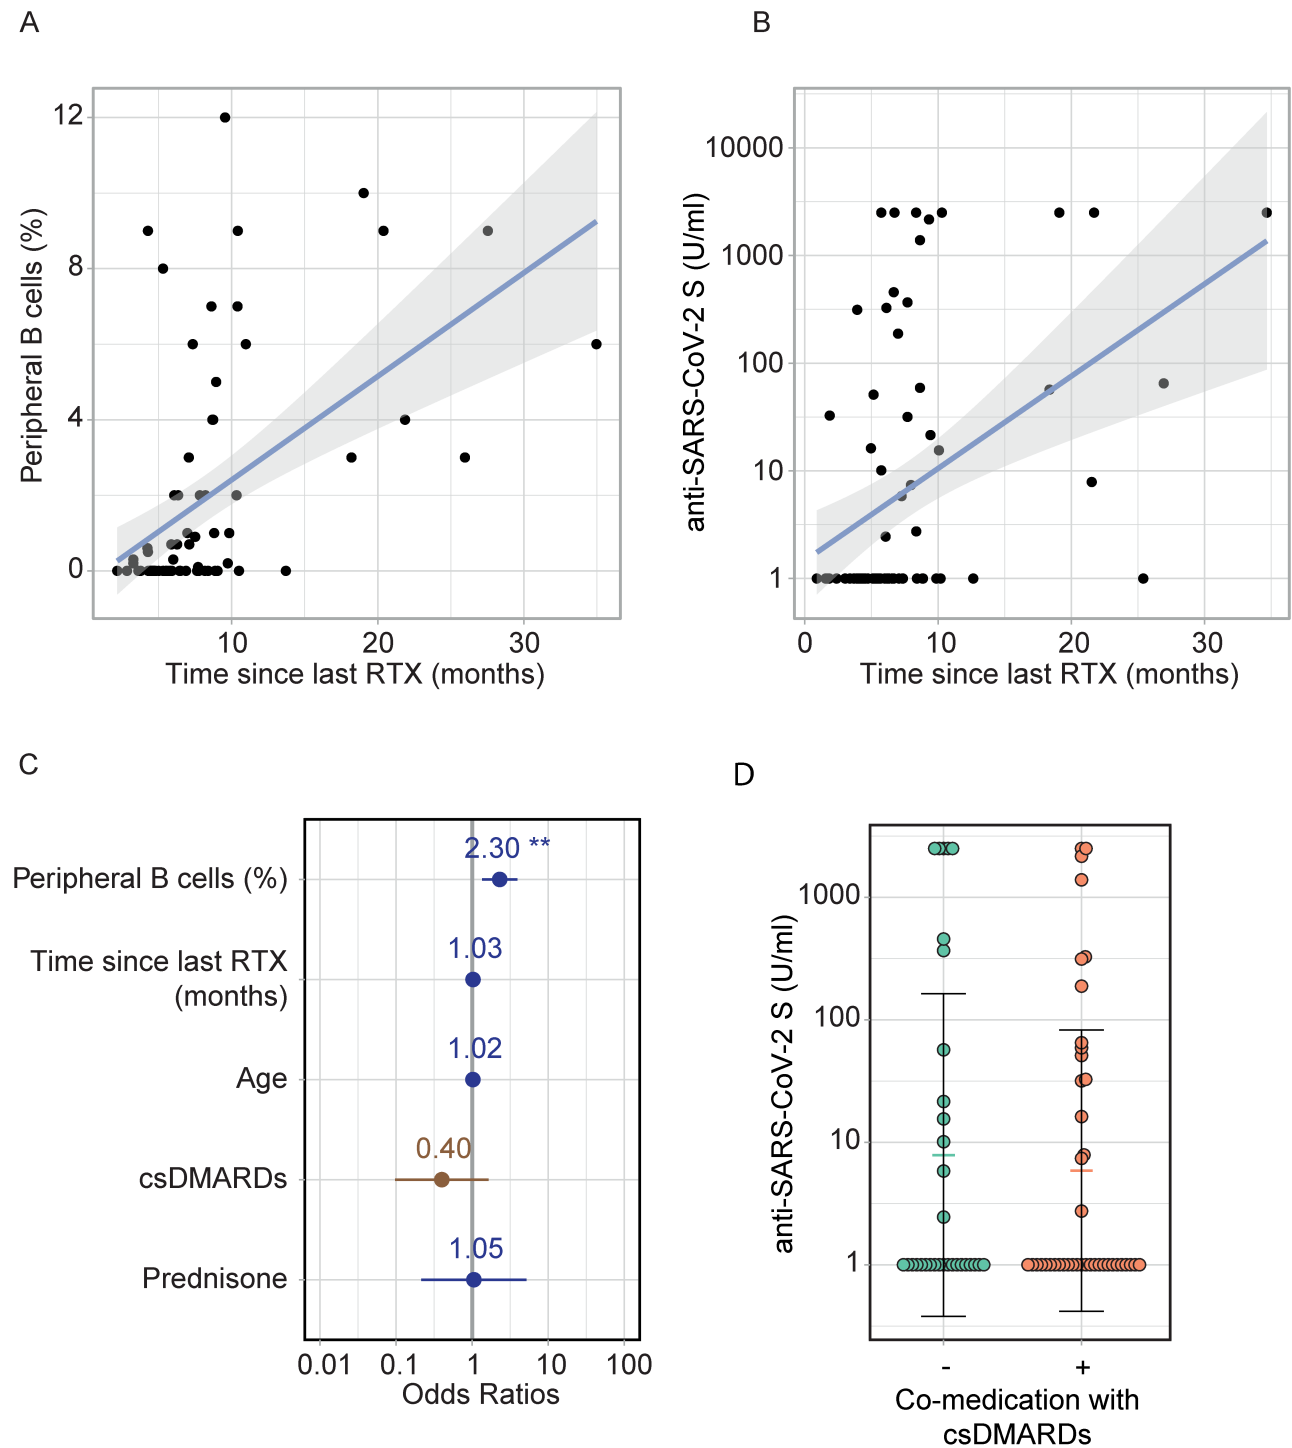 A
Peripheral B cells (%)
12
8
4
0
10 20 30
Time since last RTX (months)
B
anti-SARS-CoV-2 S (U/ml)
10000
1000
100
10
1
0 10 20 30
Time since last RTX (months)
C
Peripheral B cells (%)
2.30 **
Time since last RTX
(months)
1.03
Age
1.02
csDMARDs
0.40
Prednisone
1.05
0.01 0.1 1 10 100
Odds Ratios
D
anti-SARS-CoV-2 S (U/ml)
1000
100
10
1
- +
Co-medication with
csDMARDs